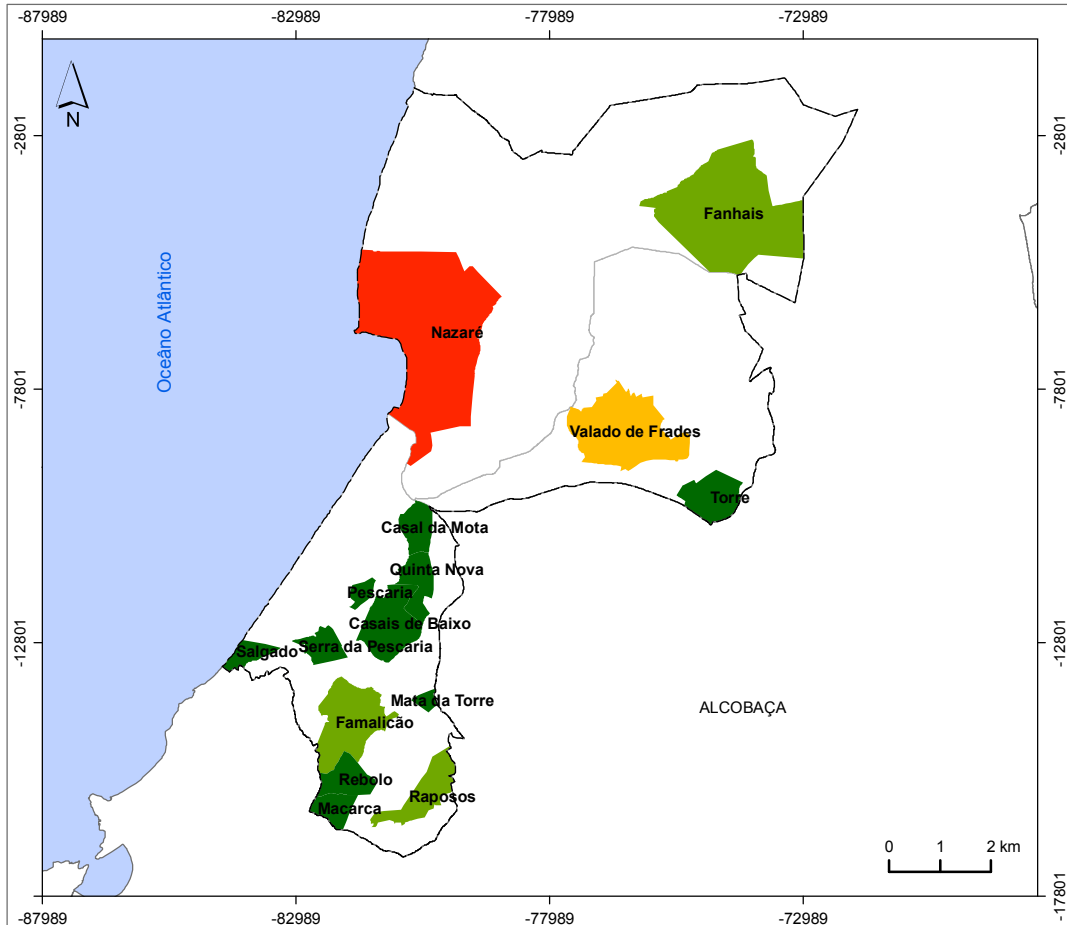 -87989 -82989 -77989 -72989
N
-2801 -2801
Fanhais
Oceâno Atlântico
Nazaré
-7801 -7801
Valado de Frades
Torre
Casal da Mota
Quinta Nova
Pescaria
Casais de Baixo
-12801 -12801
Serra da Pescaria
Salgado
Mata da Torre
ALCOBAÇA
Famalicão
Rebolo
Raposos
Macarca
0 1 2 km
-17801
-87989 -82989 -77989 -72989